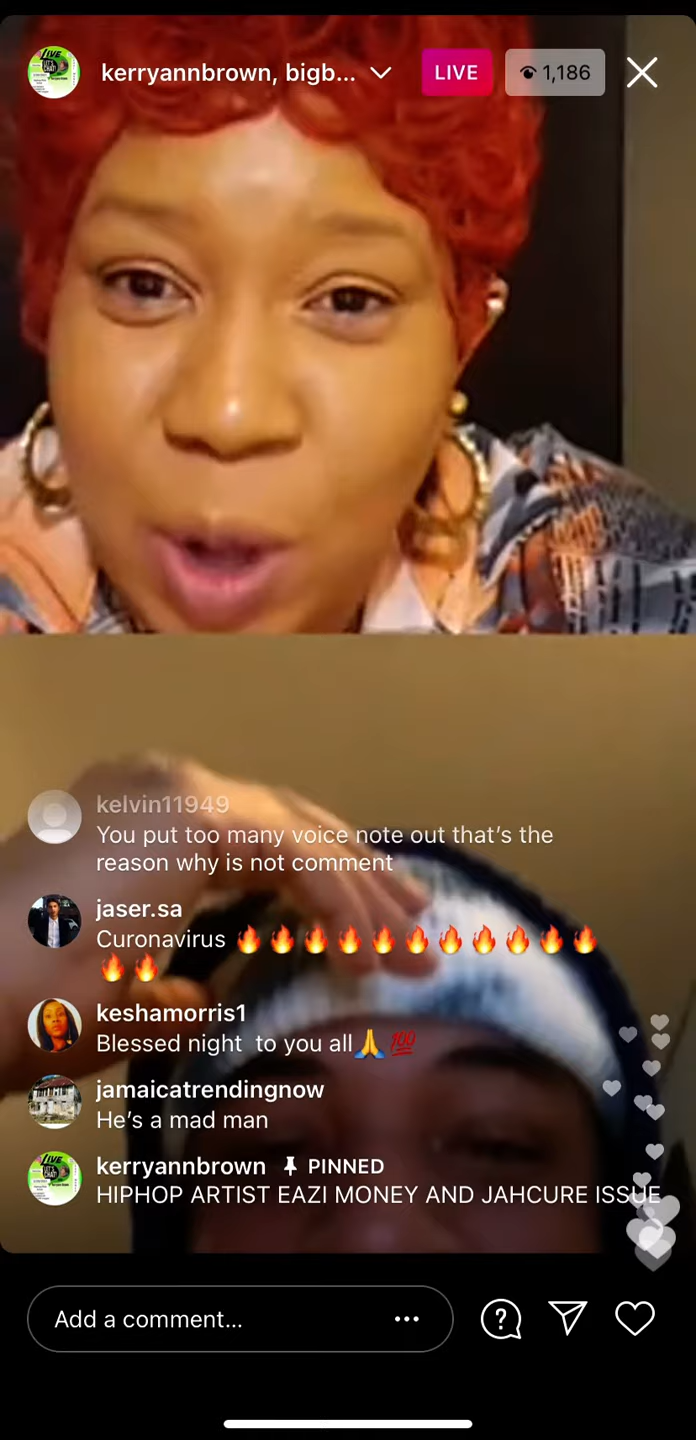 kerryannbrown, bigb...
LIVE
1,186
kelvin11949
You put too many voice note out that's the
reason why is not comment
jaser.sa
Curonavirus 🔥 🔥 🔥 🔥 🔥 🔥 🔥 🔥 🔥 🔥 🔥
🔥 🔥
keshamorris1
Blessed night to you all🙏 💯
jamaicatrendingnow
He's a mad man
kerryannbrown PINNED
HIPHOP ARTIST EAZI MONEY AND JAHCURE ISSUE
Add a comment...